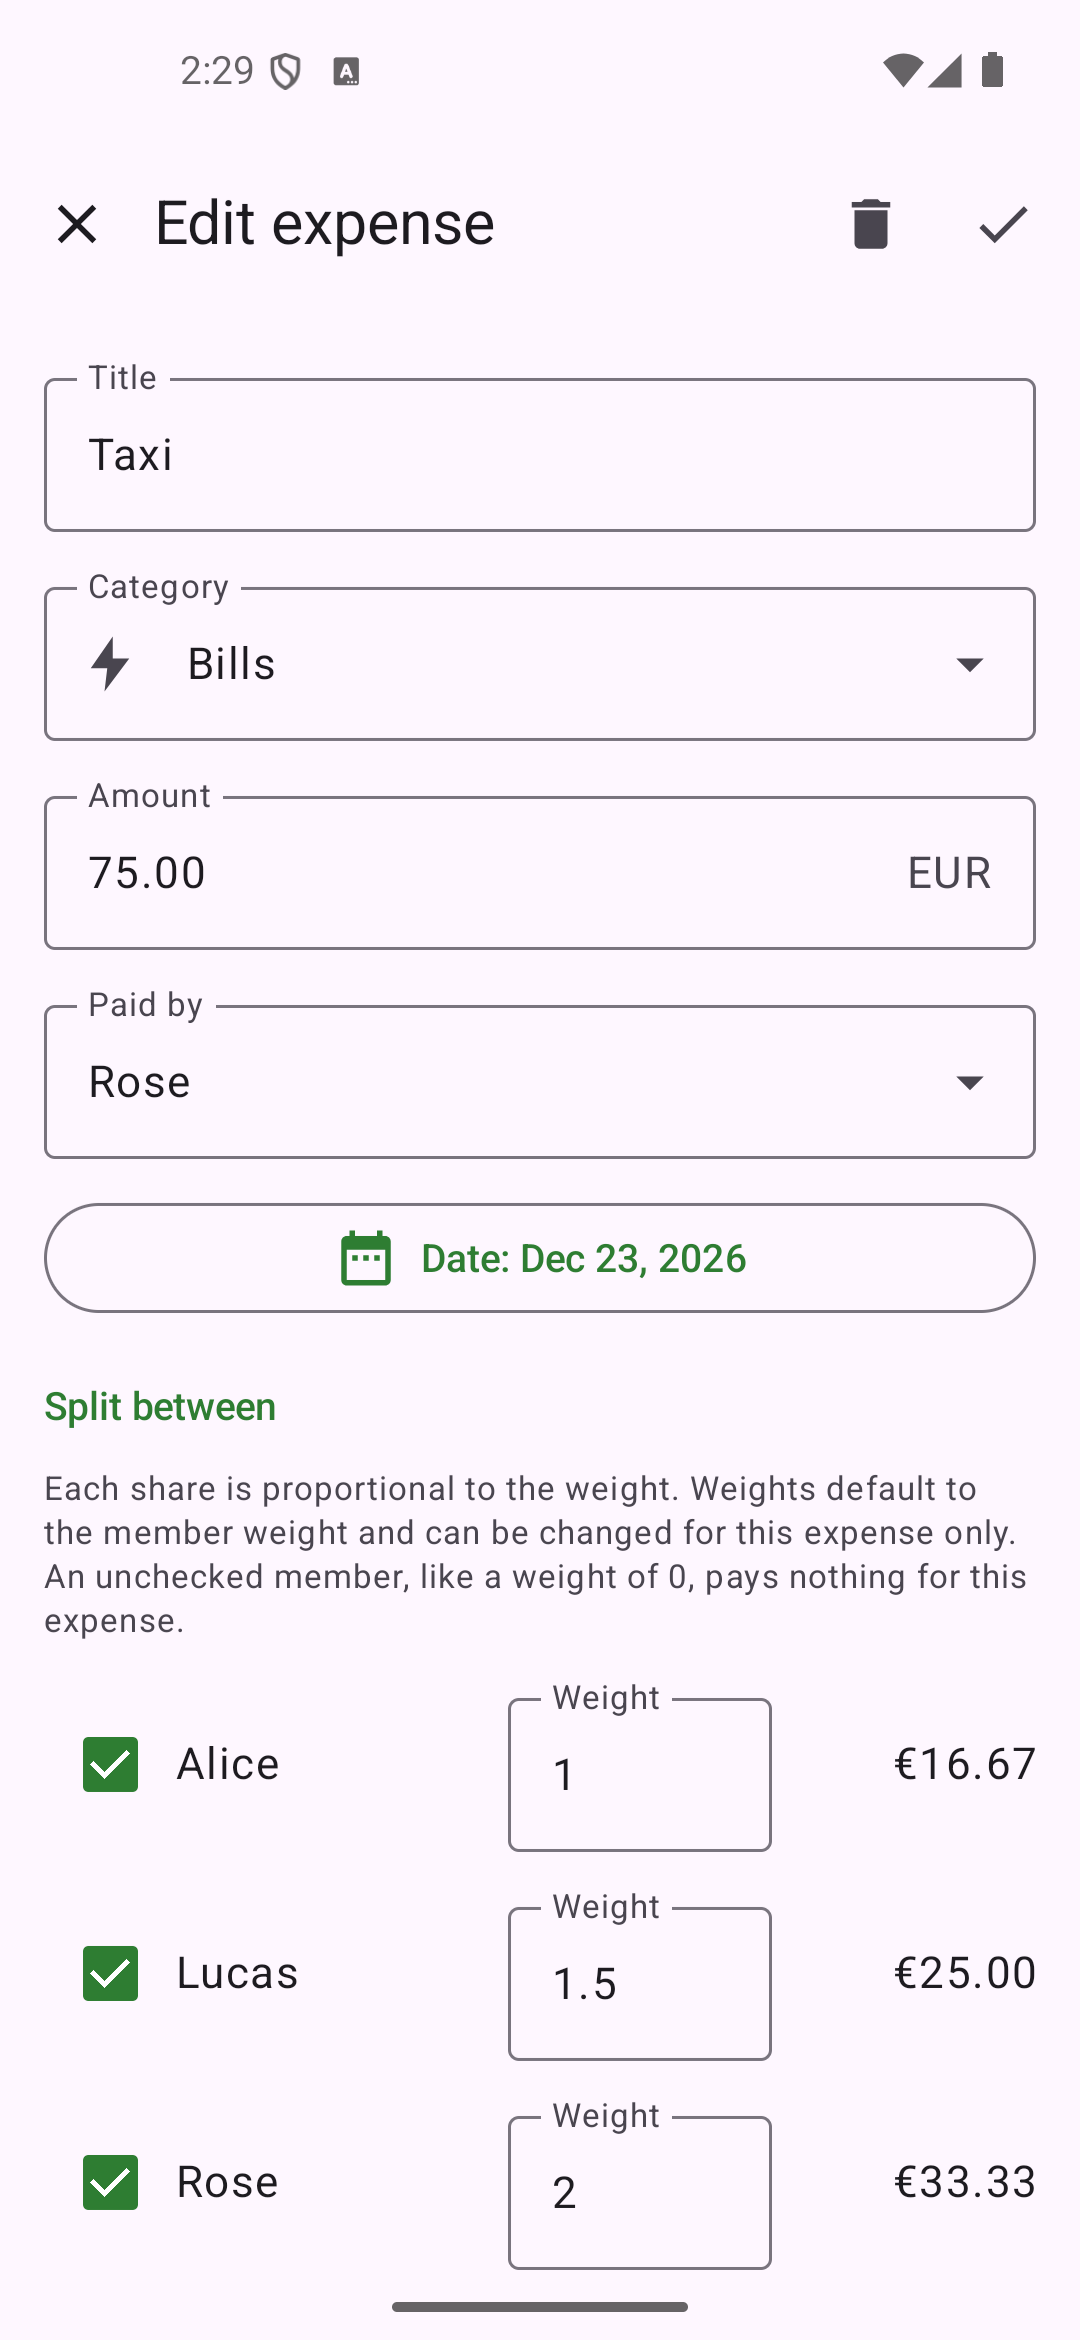 2:29
Edit expense
Title
Taxi
Category
Bills
Amount
75.00 EUR
Paid by
Rose
Date: Dec 23, 2026
Split between
Each share is proportional to the weight. Weights default to
the member weight and can be changed for this expense only.
An unchecked member, like a weight of 0, pays nothing for this
expense.
Weight
Alice 1 €16.67
Weight
Lucas 1.5 €25.00
Weight
Rose 2 €33.33